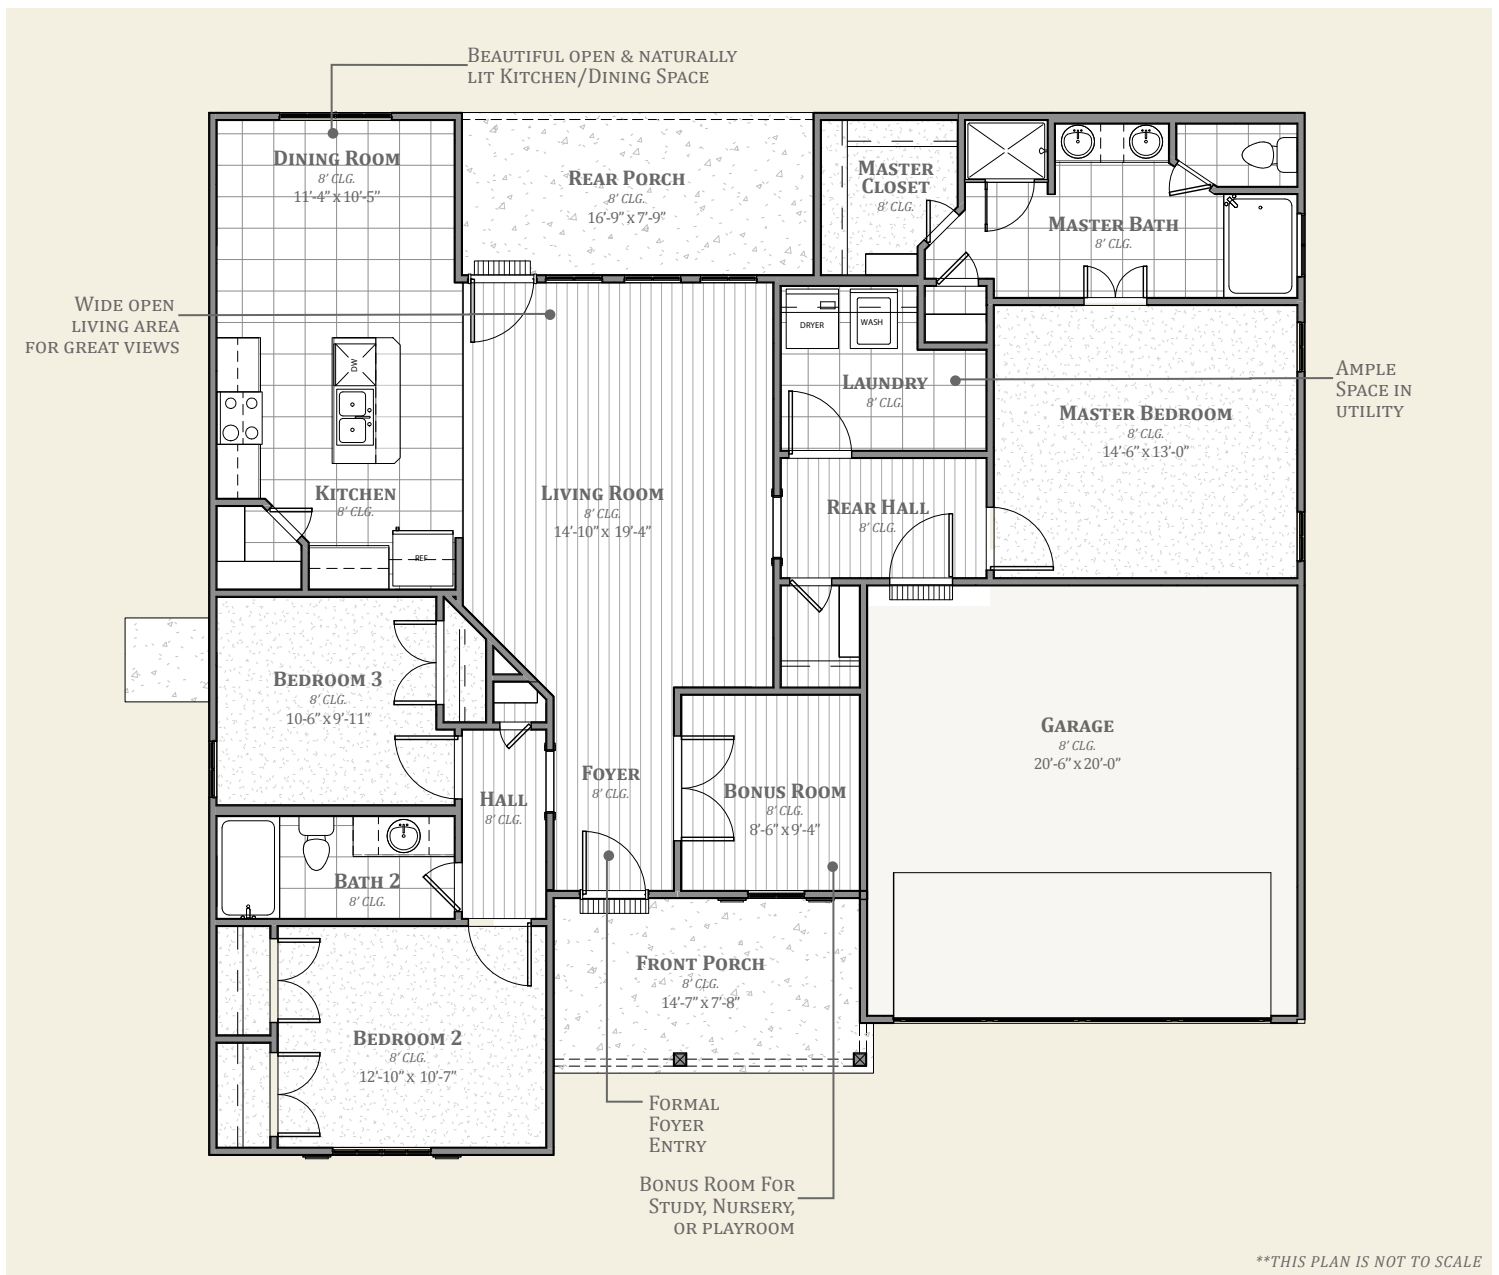 Beautiful open & naturally
lit Kitchen/Dining Space
Dining Room
8' CLG.
11'-4" x 10'-5"
Rear Porch
8' CLG.
16'-9" x 7'-9"
Master
Closet
8' CLG.
Master Bath
8' CLG.
Wide open
living area
for great views
DW
DRYER
WASH
Laundry
8' CLG.
Ample
Space in
utility
Master Bedroom
8' CLG.
14'-6" x 13'-0"
Kitchen
8' CLG.
REF
Living Room
8' CLG.
14'-10" x 19'-4"
Rear Hall
8' CLG.
Bedroom 3
8' CLG.
10-6" x 9'-11"
Garage
8' CLG.
20'-6" x 20'-0"
Foyer
8' CLG.
Hall
8' CLG.
Bonus Room
8' CLG.
8'-6" x 9'-4"
Bath 2
8' CLG.
Front Porch
8' CLG.
14'-7" x 7'-8"
Bedroom 2
8' CLG.
12'-10" x 10'-7"
Formal
Foyer
Entry
Bonus Room For
Study, Nursery,
or playroom
**THIS PLAN IS NOT TO SCALE